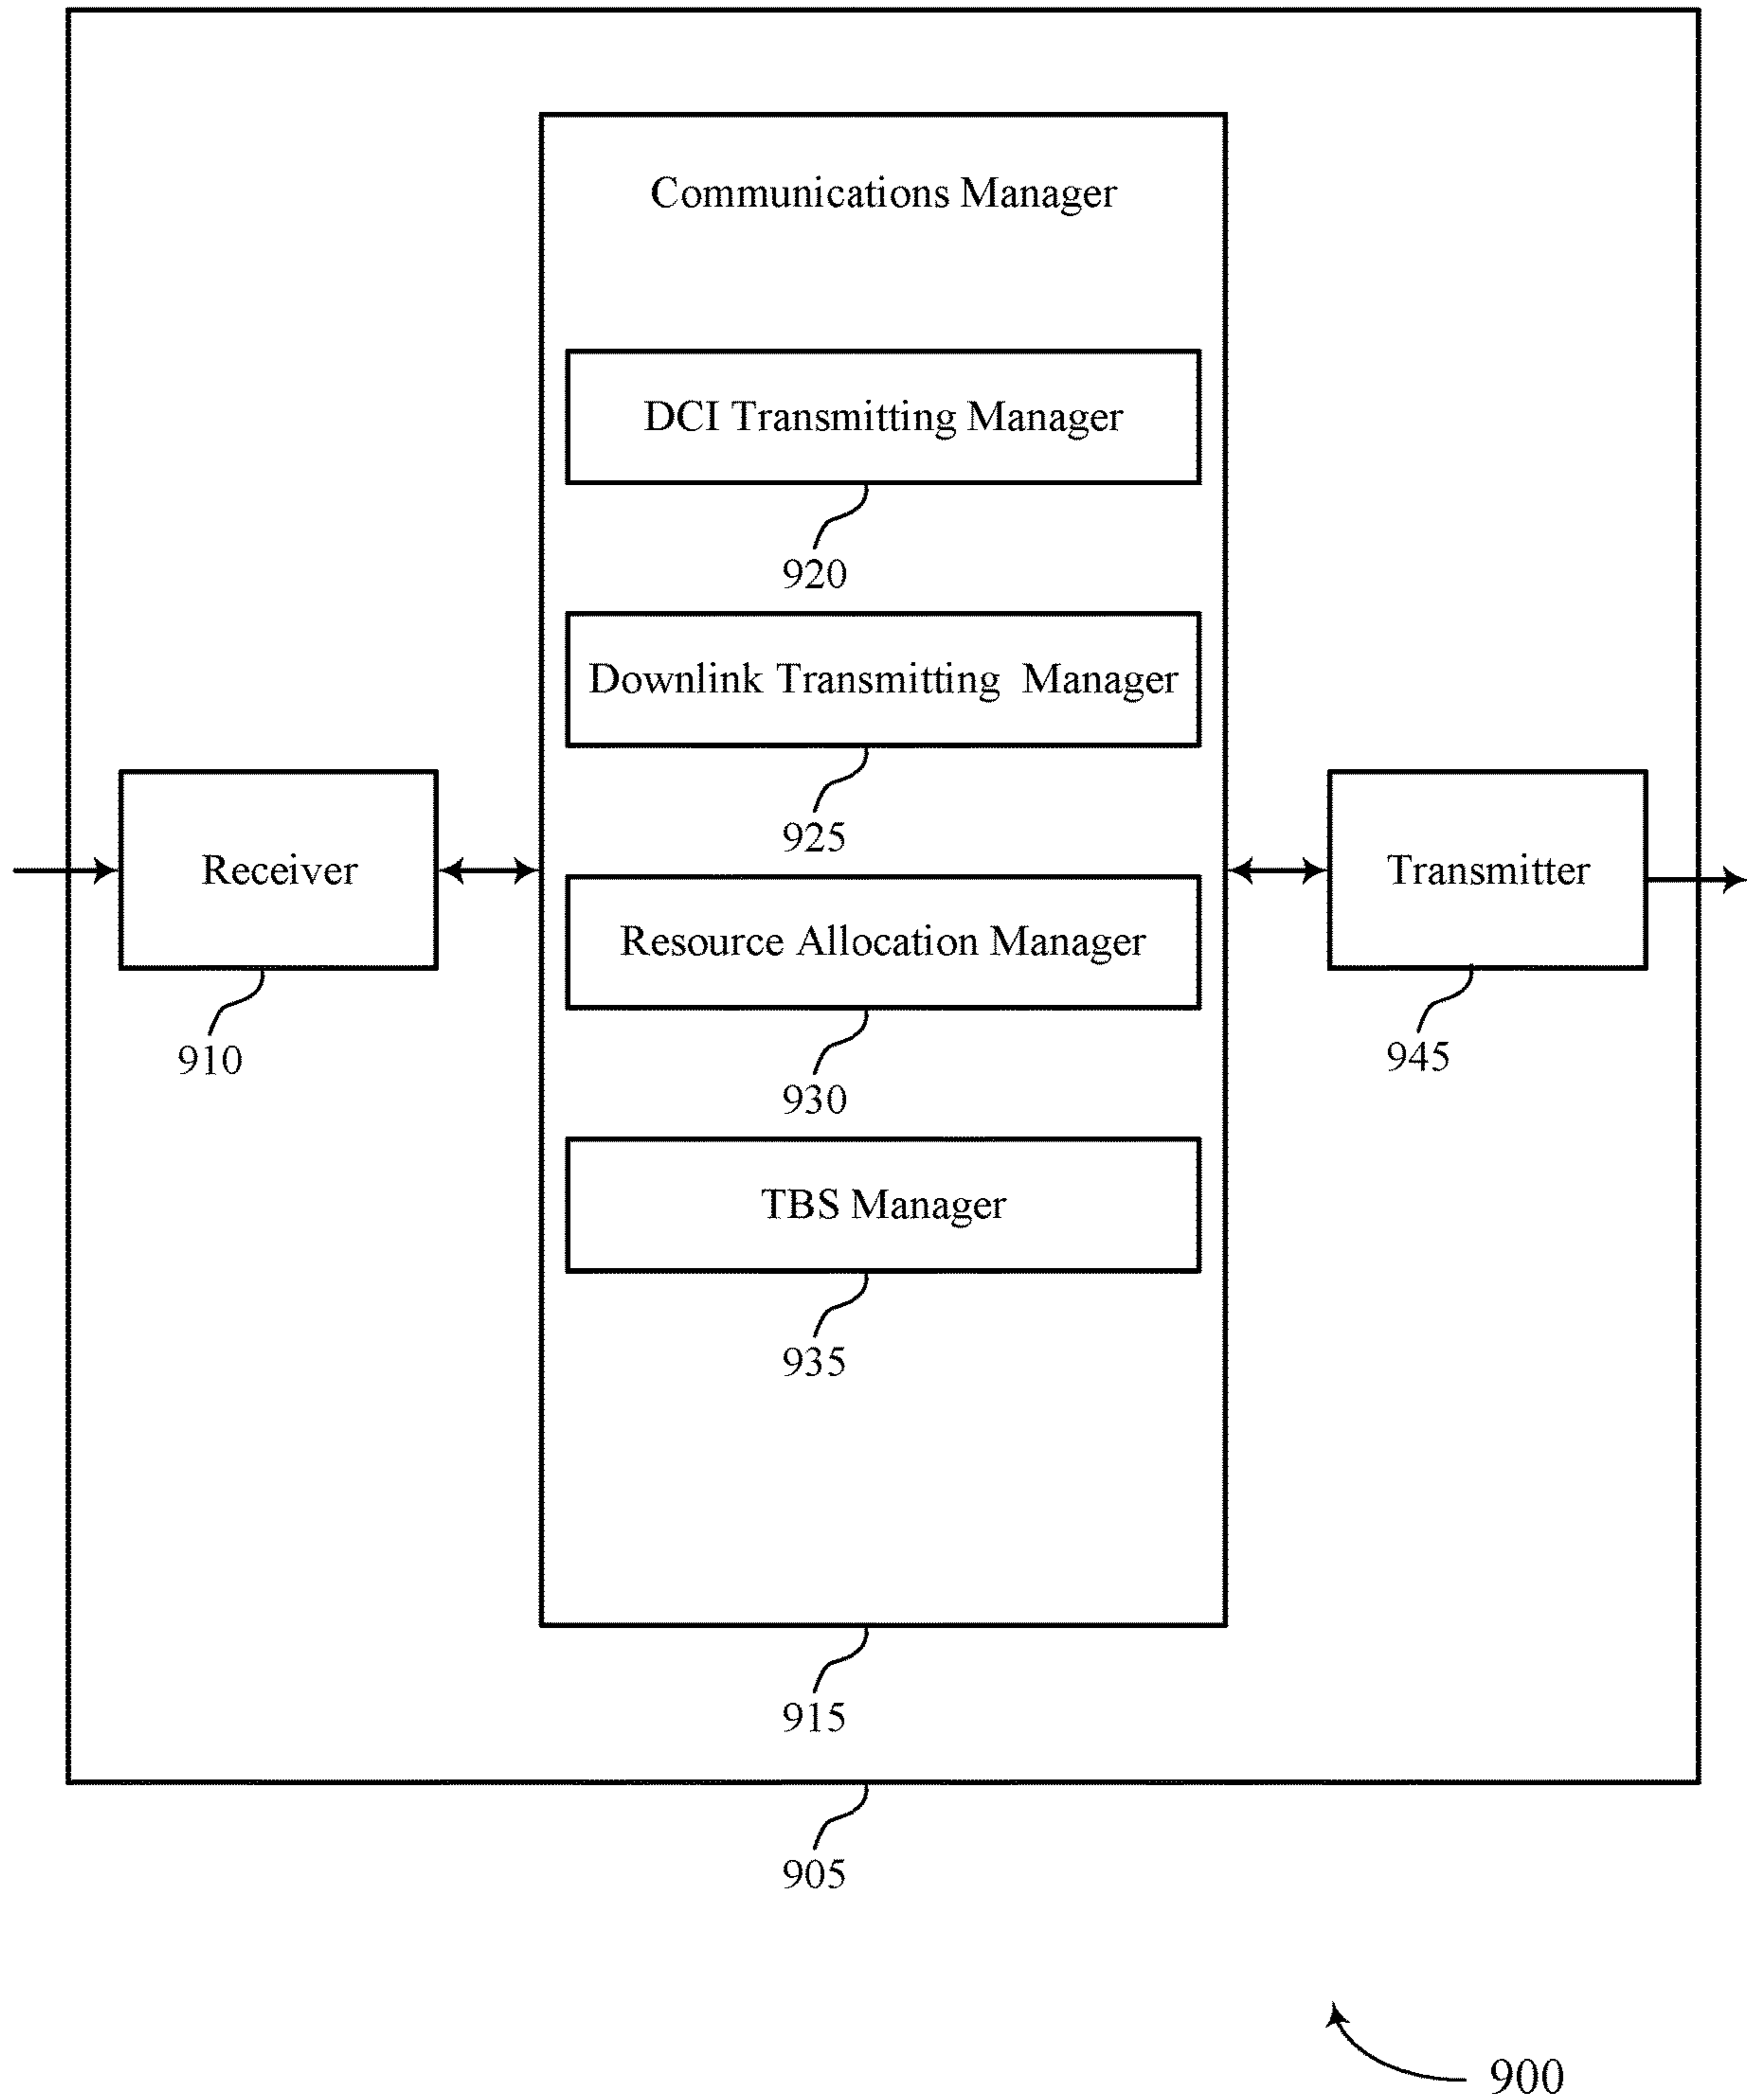 Communications Manager
DCI Transmitting Manager
920
Downlink Transmitting Manager
925
Receiver
910
Resource Allocation Manager
930
Transmitter
945
TBS Manager
935
915
905
900